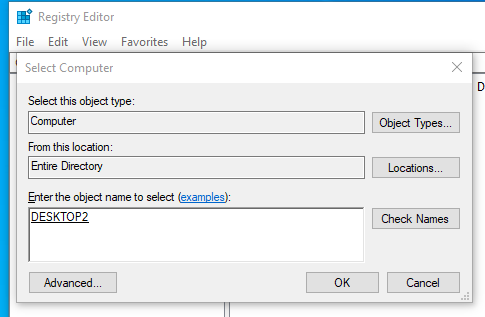 Registry Editor
File Edit View Favorites Help
Select Computer
Select this object type:
Computer
Object Types...
From this location:
Entire Directory
Locations...
Enter the object name to select (examples):
DESKTOP2
Check Names
Advanced...
OK
Cancel